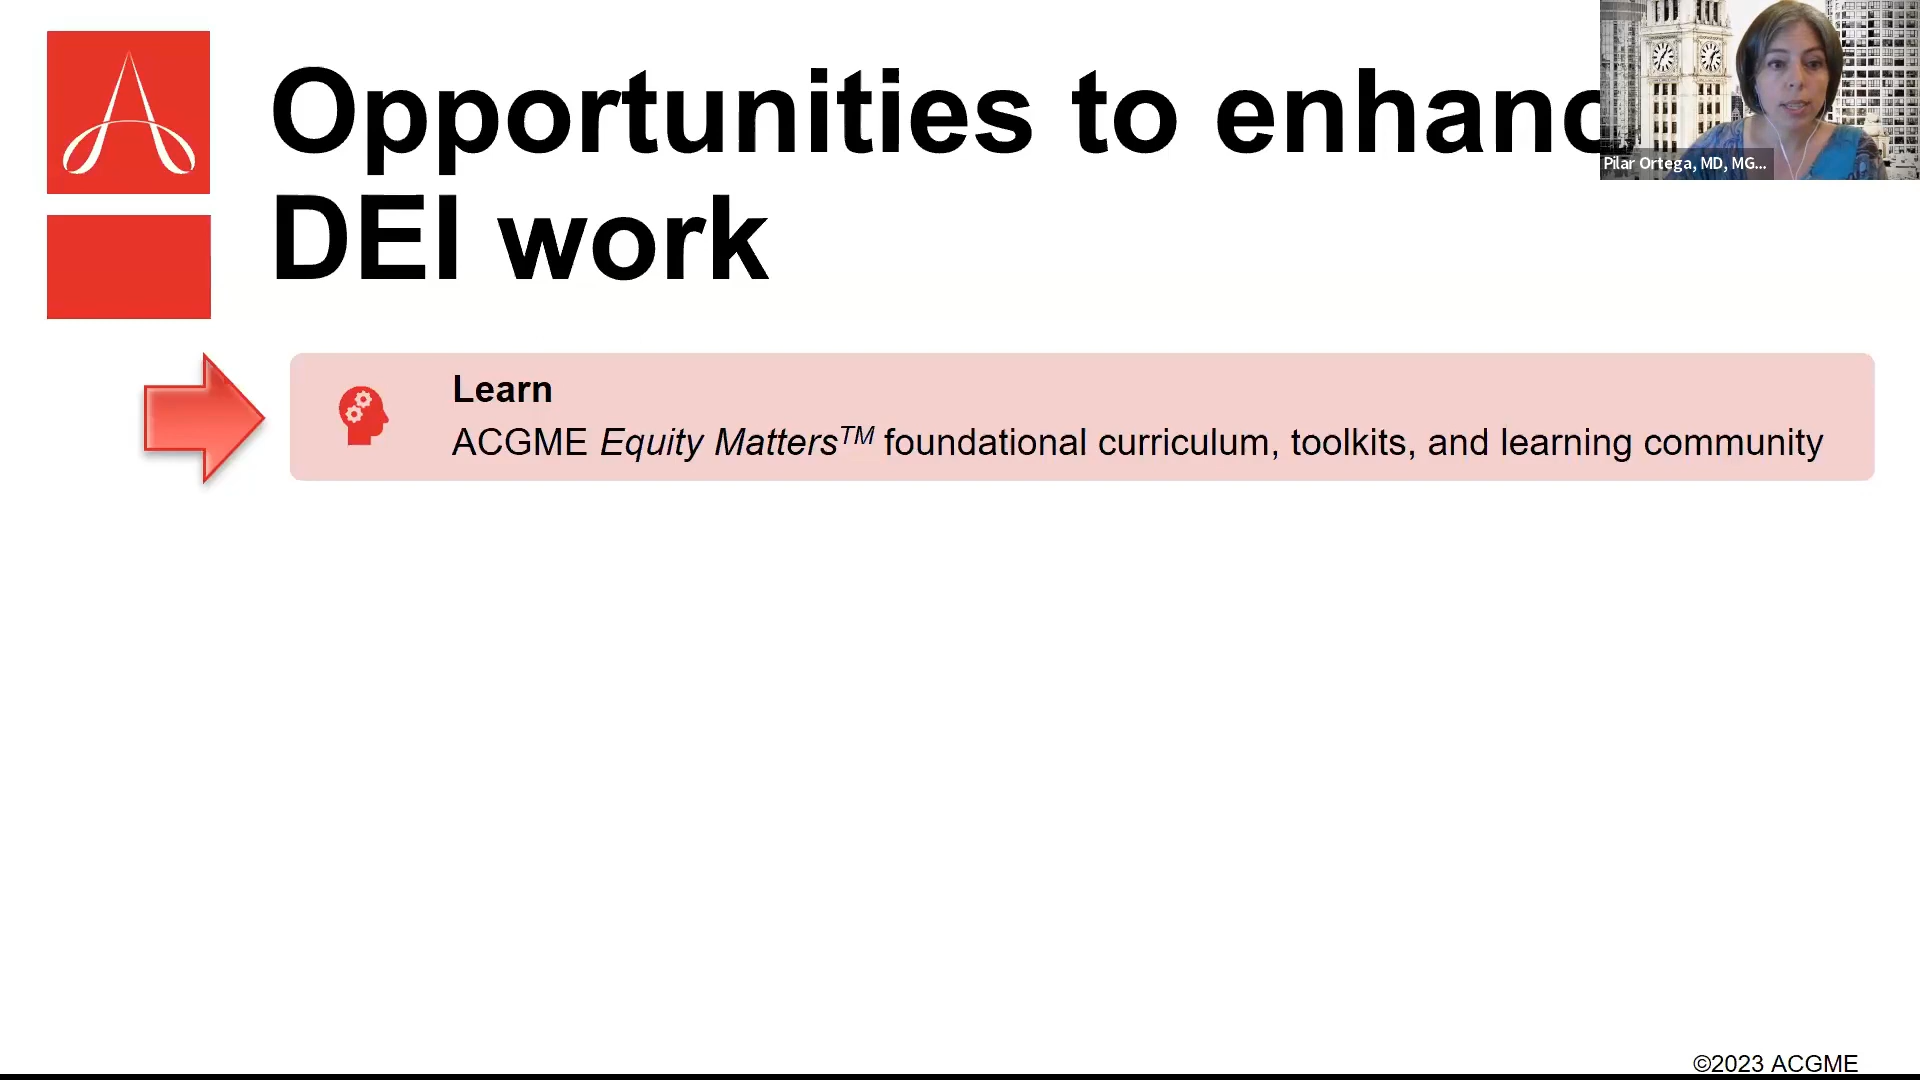 Opportunities to enhanc
DEI work
Pilar Ortega, MD, MG...
Learn
ACGME Equity Matters™ foundational curriculum, toolkits, and learning community
©2023 ACGME